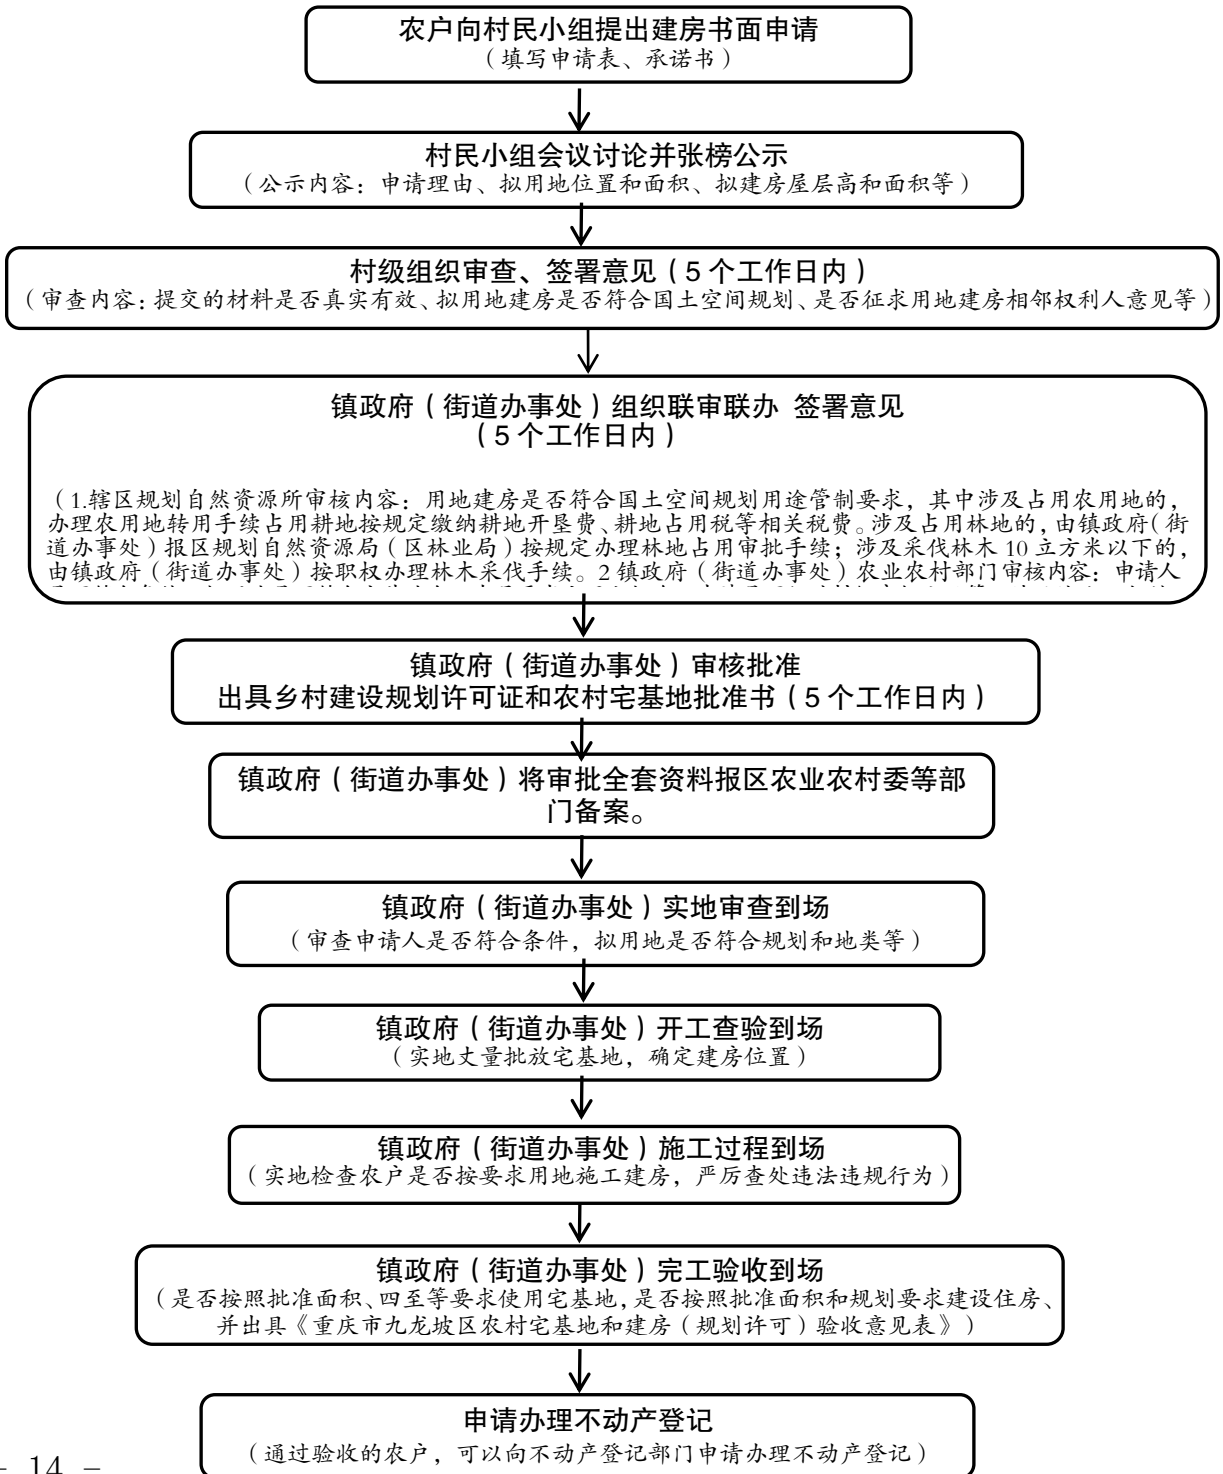 农户向村民小组提出建房书面申请
（填写申请表、承诺书）
村民小组会议讨论并张榜公示
（公示内容：申请理由、拟用地位置和面积、拟建房屋层高和面积等）
村级组织审查、签署意见（5 个工作日内）
（审查内容：提交的材料是否真实有效、拟用地建房是否符合国土空间规划、是否征求用地建房相邻权利人意见等）
镇政府（街道办事处）组织联审联办 签署意见
（5 个工作日内）
（1.辖区规划自然资源所审核内容：用地建房是否符合国土空间规划用途管制要求，其中涉及占用农用地的，
办理农用地转用手续占用耕地按规定缴纳耕地开垦费、耕地占用税等相关税费。涉及占用林地的，由镇政府（街
道办事处）报区规划自然资源局（区林业局）按规定办理林地占用审批手续；涉及采伐林木 10 立方米以下的，
由镇政府（街道办事处）按职权办理林木采伐手续。2 镇政府（街道办事处）农业农村部门审核内容：申请人
镇政府（街道办事处）审核批准
出具乡村建设规划许可证和农村宅基地批准书（5 个工作日内）
镇政府（街道办事处）将审批全套资料报区农业农村委等部
门备案。
镇政府（街道办事处）实地审查到场
（审查申请人是否符合条件，拟用地是否符合规划和地类等）
镇政府（街道办事处）开工查验到场
（实地丈量批放宅基地，确定建房位置）
镇政府（街道办事处）施工过程到场
（实地检查农户是否按要求用地施工建房，严厉查处违法违规行为）
镇政府（街道办事处）完工验收到场
（是否按照批准面积、四至等要求使用宅基地，是否按照批准面积和规划要求建设住房、
并出具《重庆市九龙坡区农村宅基地和建房（规划许可）验收意见表》）
申请办理不动产登记
（通过验收的农户，可以向不动产登记部门申请办理不动产登记）
- 14 -